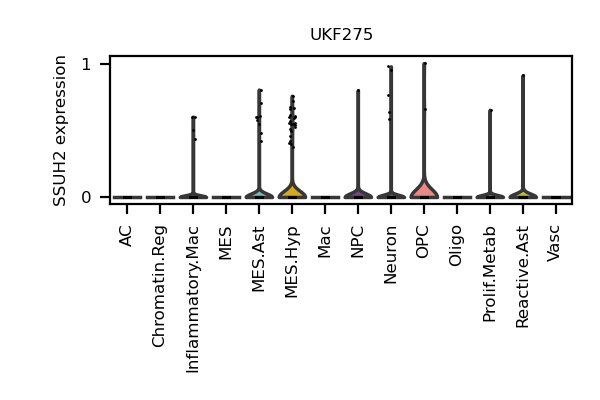 UKF275
SSUH2 expression
1
0
AC
Chromatin.Reg
Inflammatory.Mac
MES
MES.Ast
MES.Hyp
Mac
NPC
Neuron
OPC
Oligo
Prolif.Metab
Reactive.Ast
Vasc